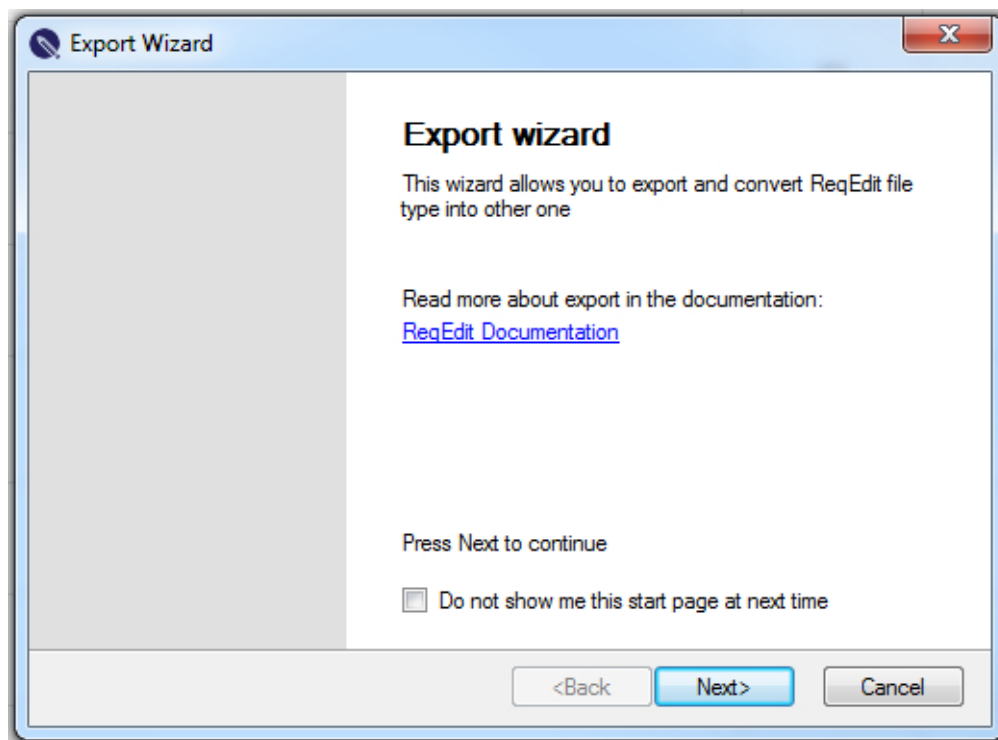 Export Wizard
Export wizard
This wizard allows you to export and convert ReqEdit file
type into other one
Read more about export in the documentation:
ReqEdit Documentation
Press Next to continue
Do not show me this start page at next time
<Back Next> Cancel